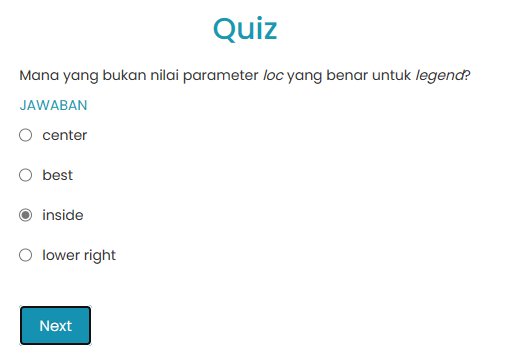 Quiz
Mana yang bukan nilai parameter loc yang benar untuk legend?
JAWABAN
center
best
inside
lower right
Next